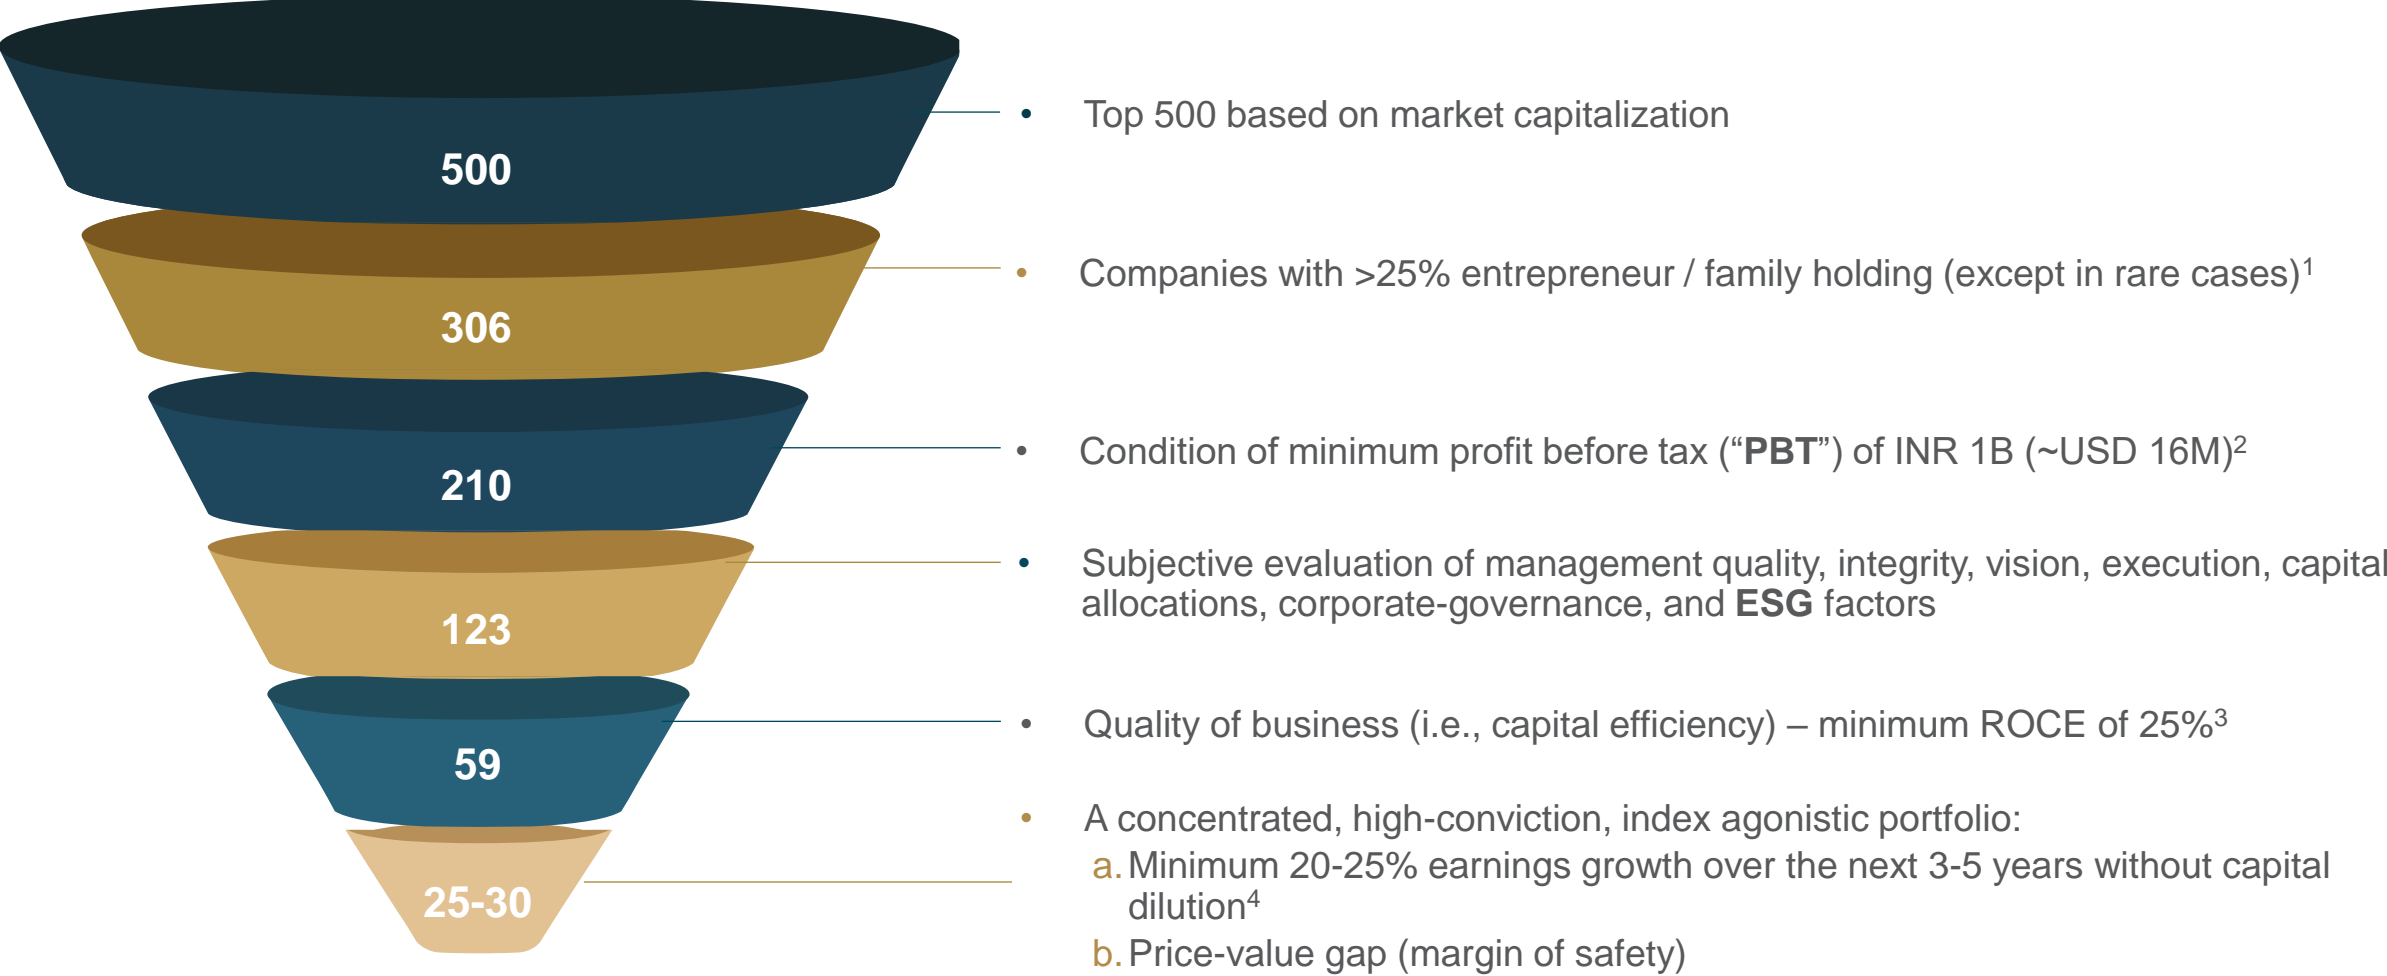 500
Top 500 based on market capitalization
306
Companies with >25% entrepreneur / family holding (except in rare cases)¹
210
Condition of minimum profit before tax (“PBT”) of INR 1B (~USD 16M)²
123
Subjective evaluation of management quality, integrity, vision, execution, capital
allocations, corporate-governance, and ESG factors
59
Quality of business (i.e., capital efficiency) – minimum ROCE of 25%³
25-30
A concentrated, high-conviction, index agonistic portfolio:
a. Minimum 20-25% earnings growth over the next 3-5 years without capital
dilution⁴
b. Price-value gap (margin of safety)